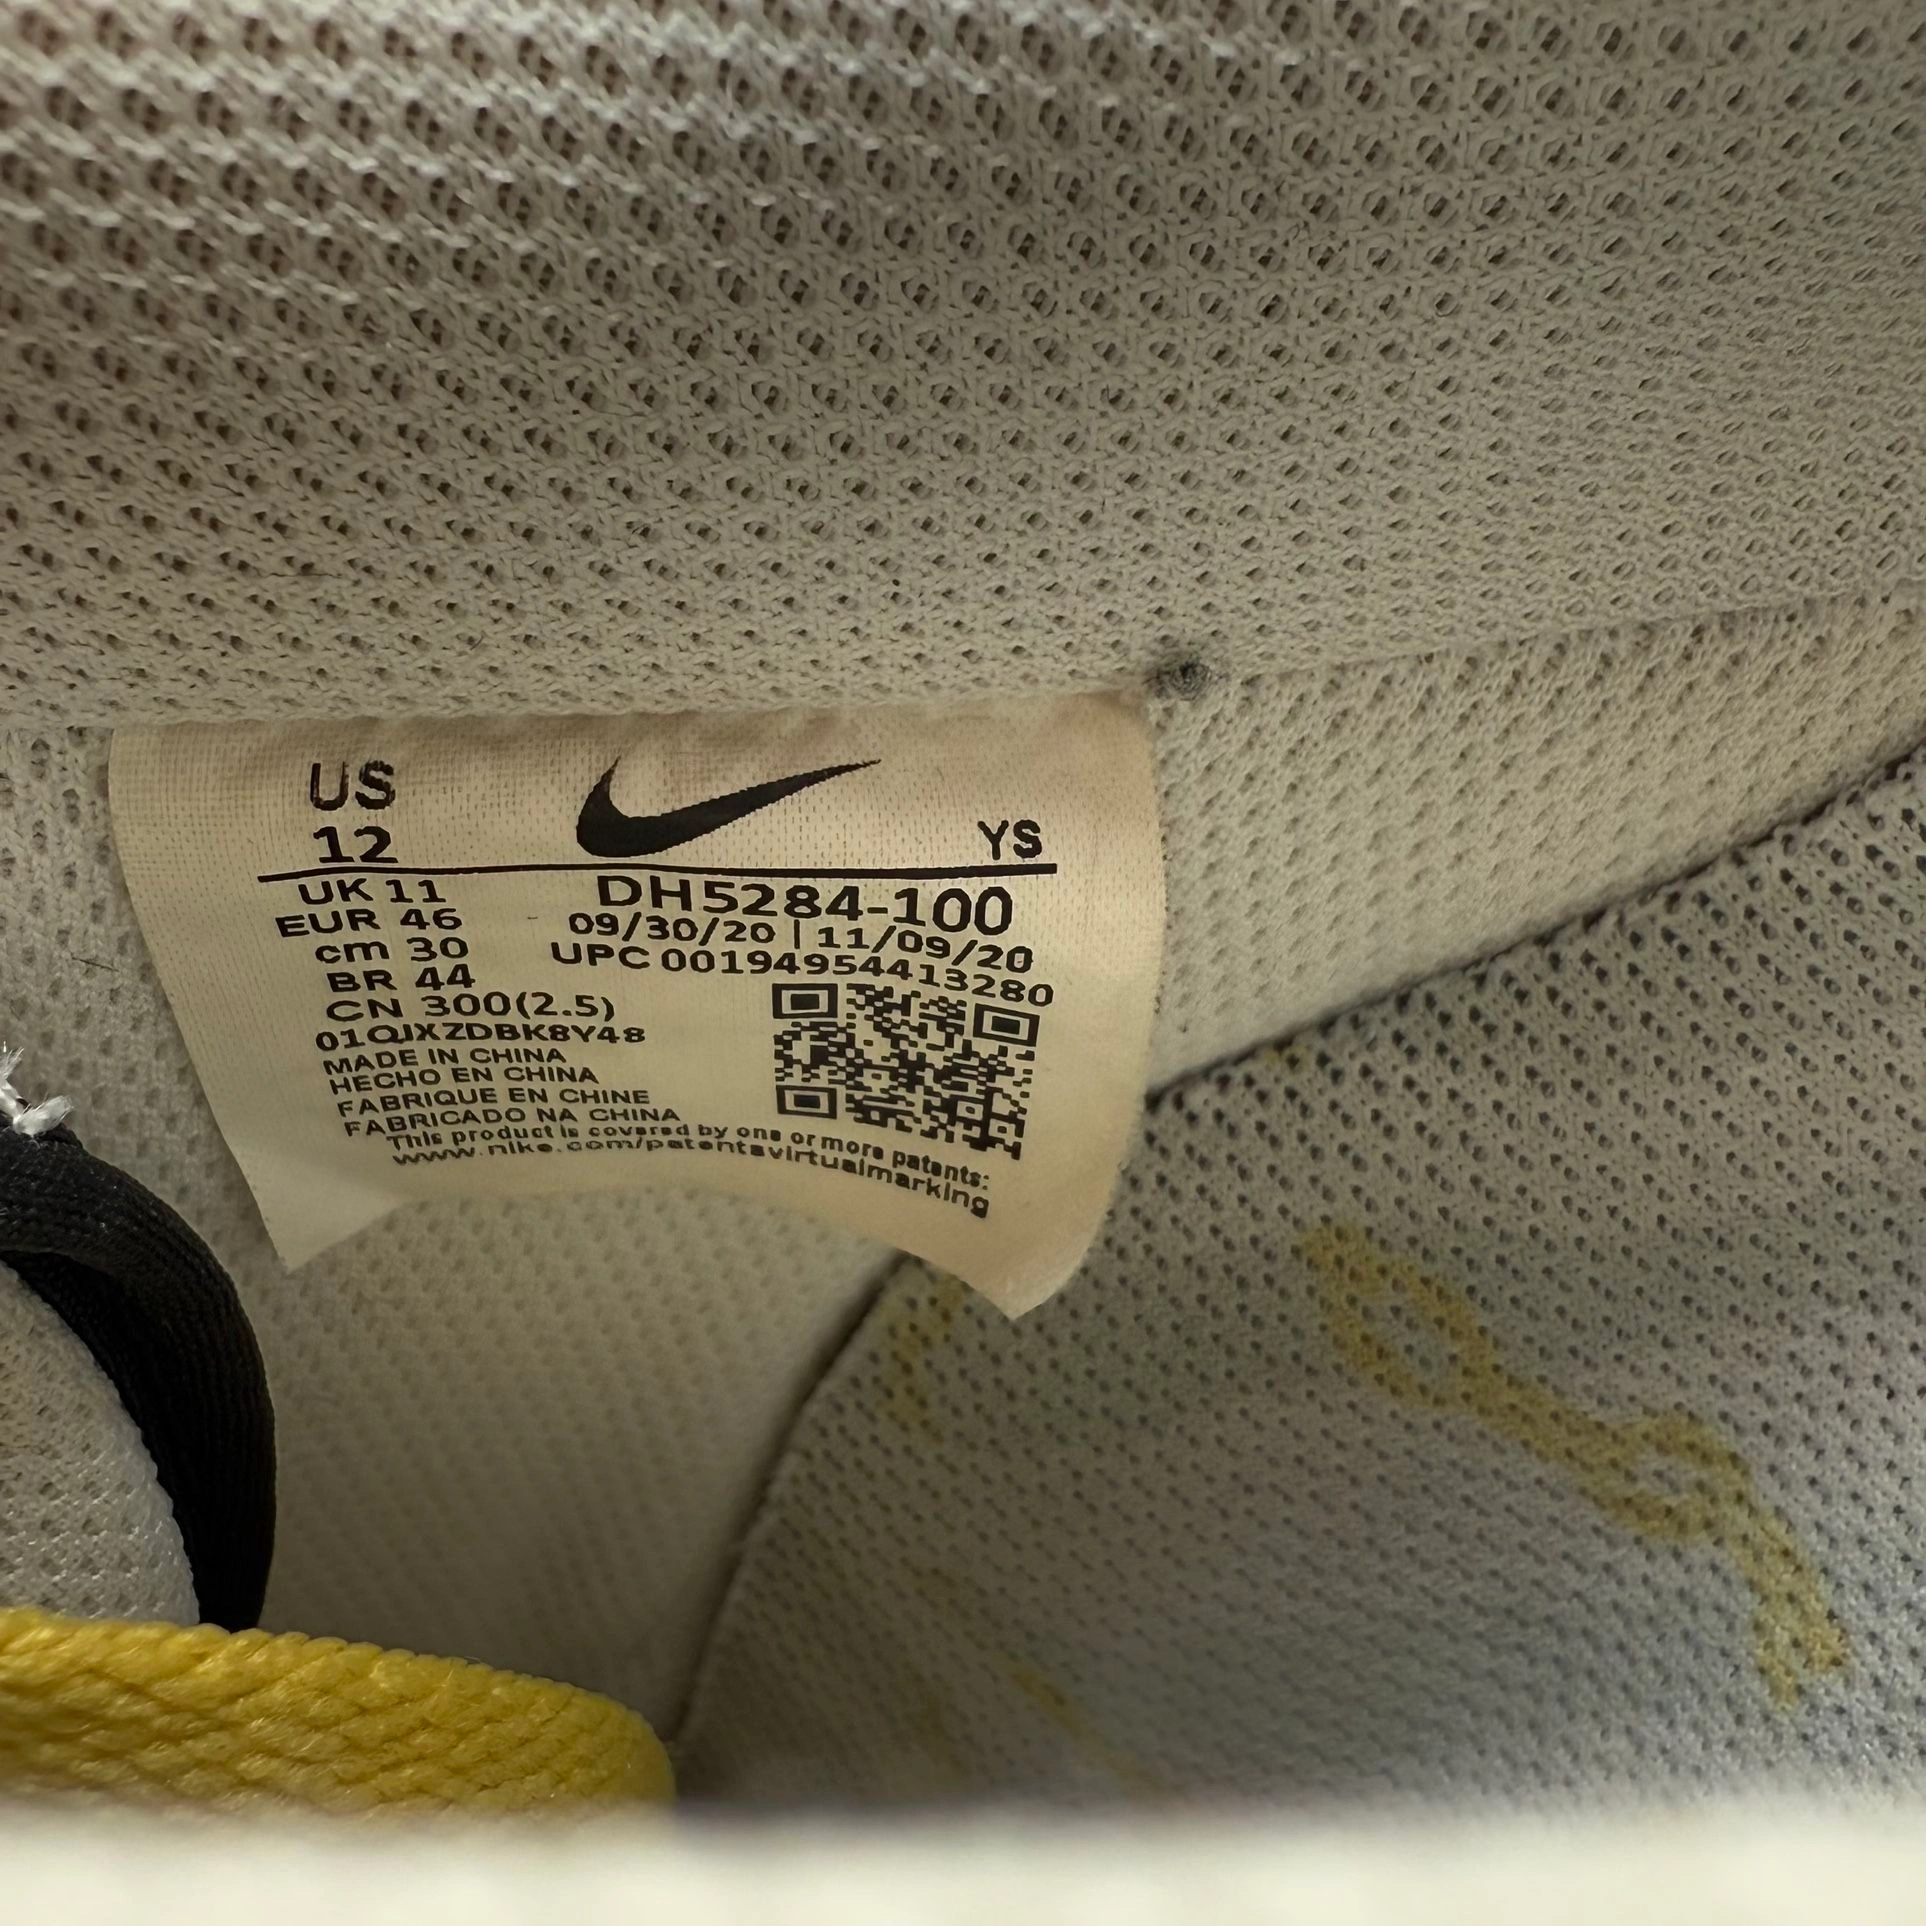 US
12
YS
UK 11
EUR 46
cm 30
BR 44
CN 300(2.5)
DH5284-100
09/30/20 | 11/09/20
UPC 00194954413280
01QJXZDBK8Y48
MADE IN CHINA
HECHO EN CHINA
FABRIQUE EN CHINE
FABRICADO NA CHINA
This product is covered by one or more patents:
www.nike.com/patentsvirtualmarking